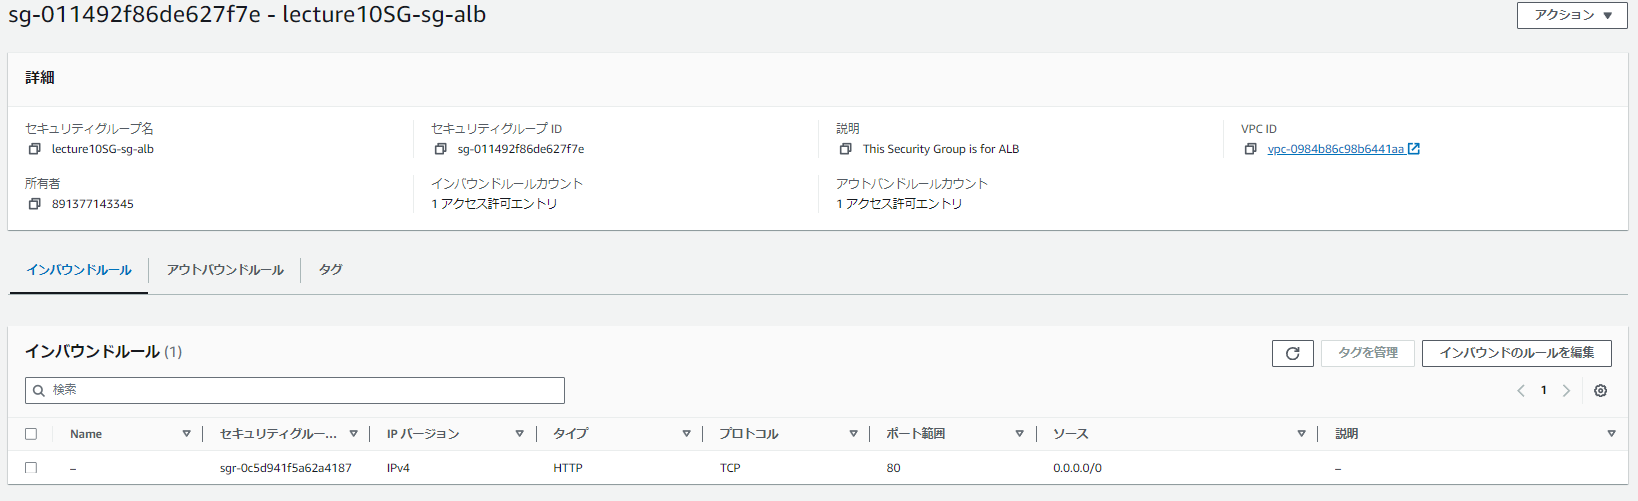 sg-011492f86de627f7e - lecture10SG-sg-alb
アクション ▼
詳細
セキュリティグループ名
lecture10SG-sg-alb
セキュリティグループ ID
sg-011492f86de627f7e
説明
This Security Group is for ALB
VPC ID
vpc-0984b86c98b6441aa
所有者
891377143345
インバウンドルールカウント
1 アクセス許可エントリ
アウトバンドルールカウント
1 アクセス許可エントリ
インバウンドルール アウトバウンドルール タグ
インバウンドルール (1)
タグを管理 インバウンドのルールを編集
検索
1
Name セキュリティグルー... IP バージョン タイプ プロトコル ポート範囲 ソース 説明
– sgr-0c5d941f5a62a4187 IPv4 HTTP TCP 80 0.0.0.0/0 –